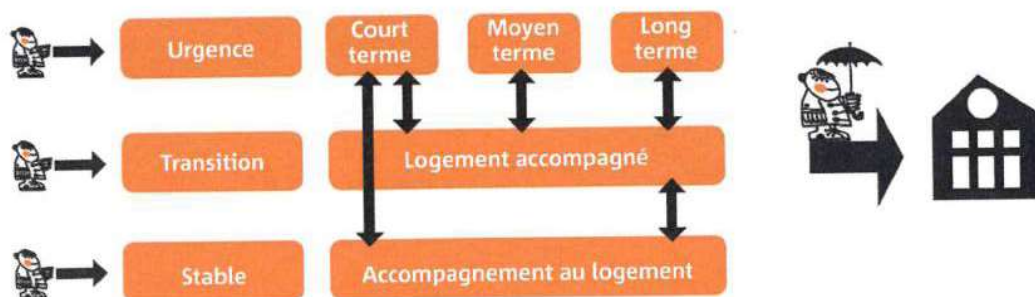 Urgence
Court
terme
Moyen
terme
Long
terme
Transition
Logement accompagné
Stable
Accompagnement au logement